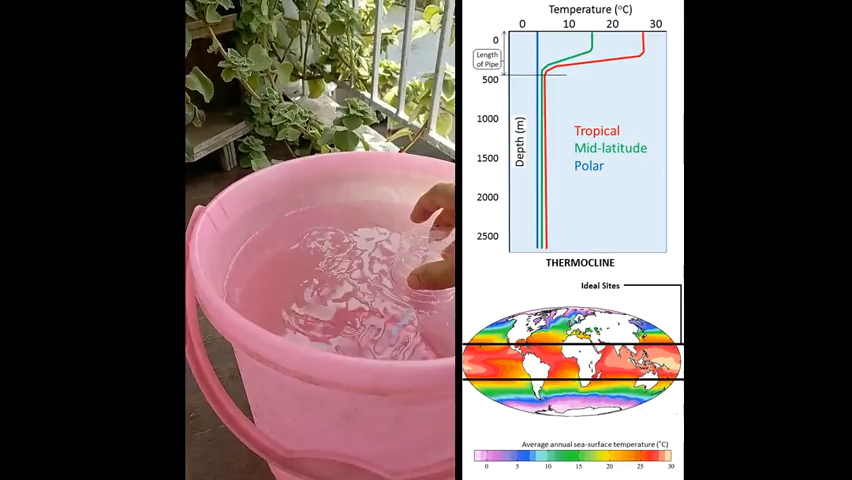 Temperature (°C)
0 10 20 30
0
Length
of Pipe
500
1000
1500
2000
2500
Depth (m)
Tropical
Mid-latitude
Polar
THERMOCLINE
Ideal Sites
Average annual sea-surface temperature (°C)
0 5 10 15 20 25 30